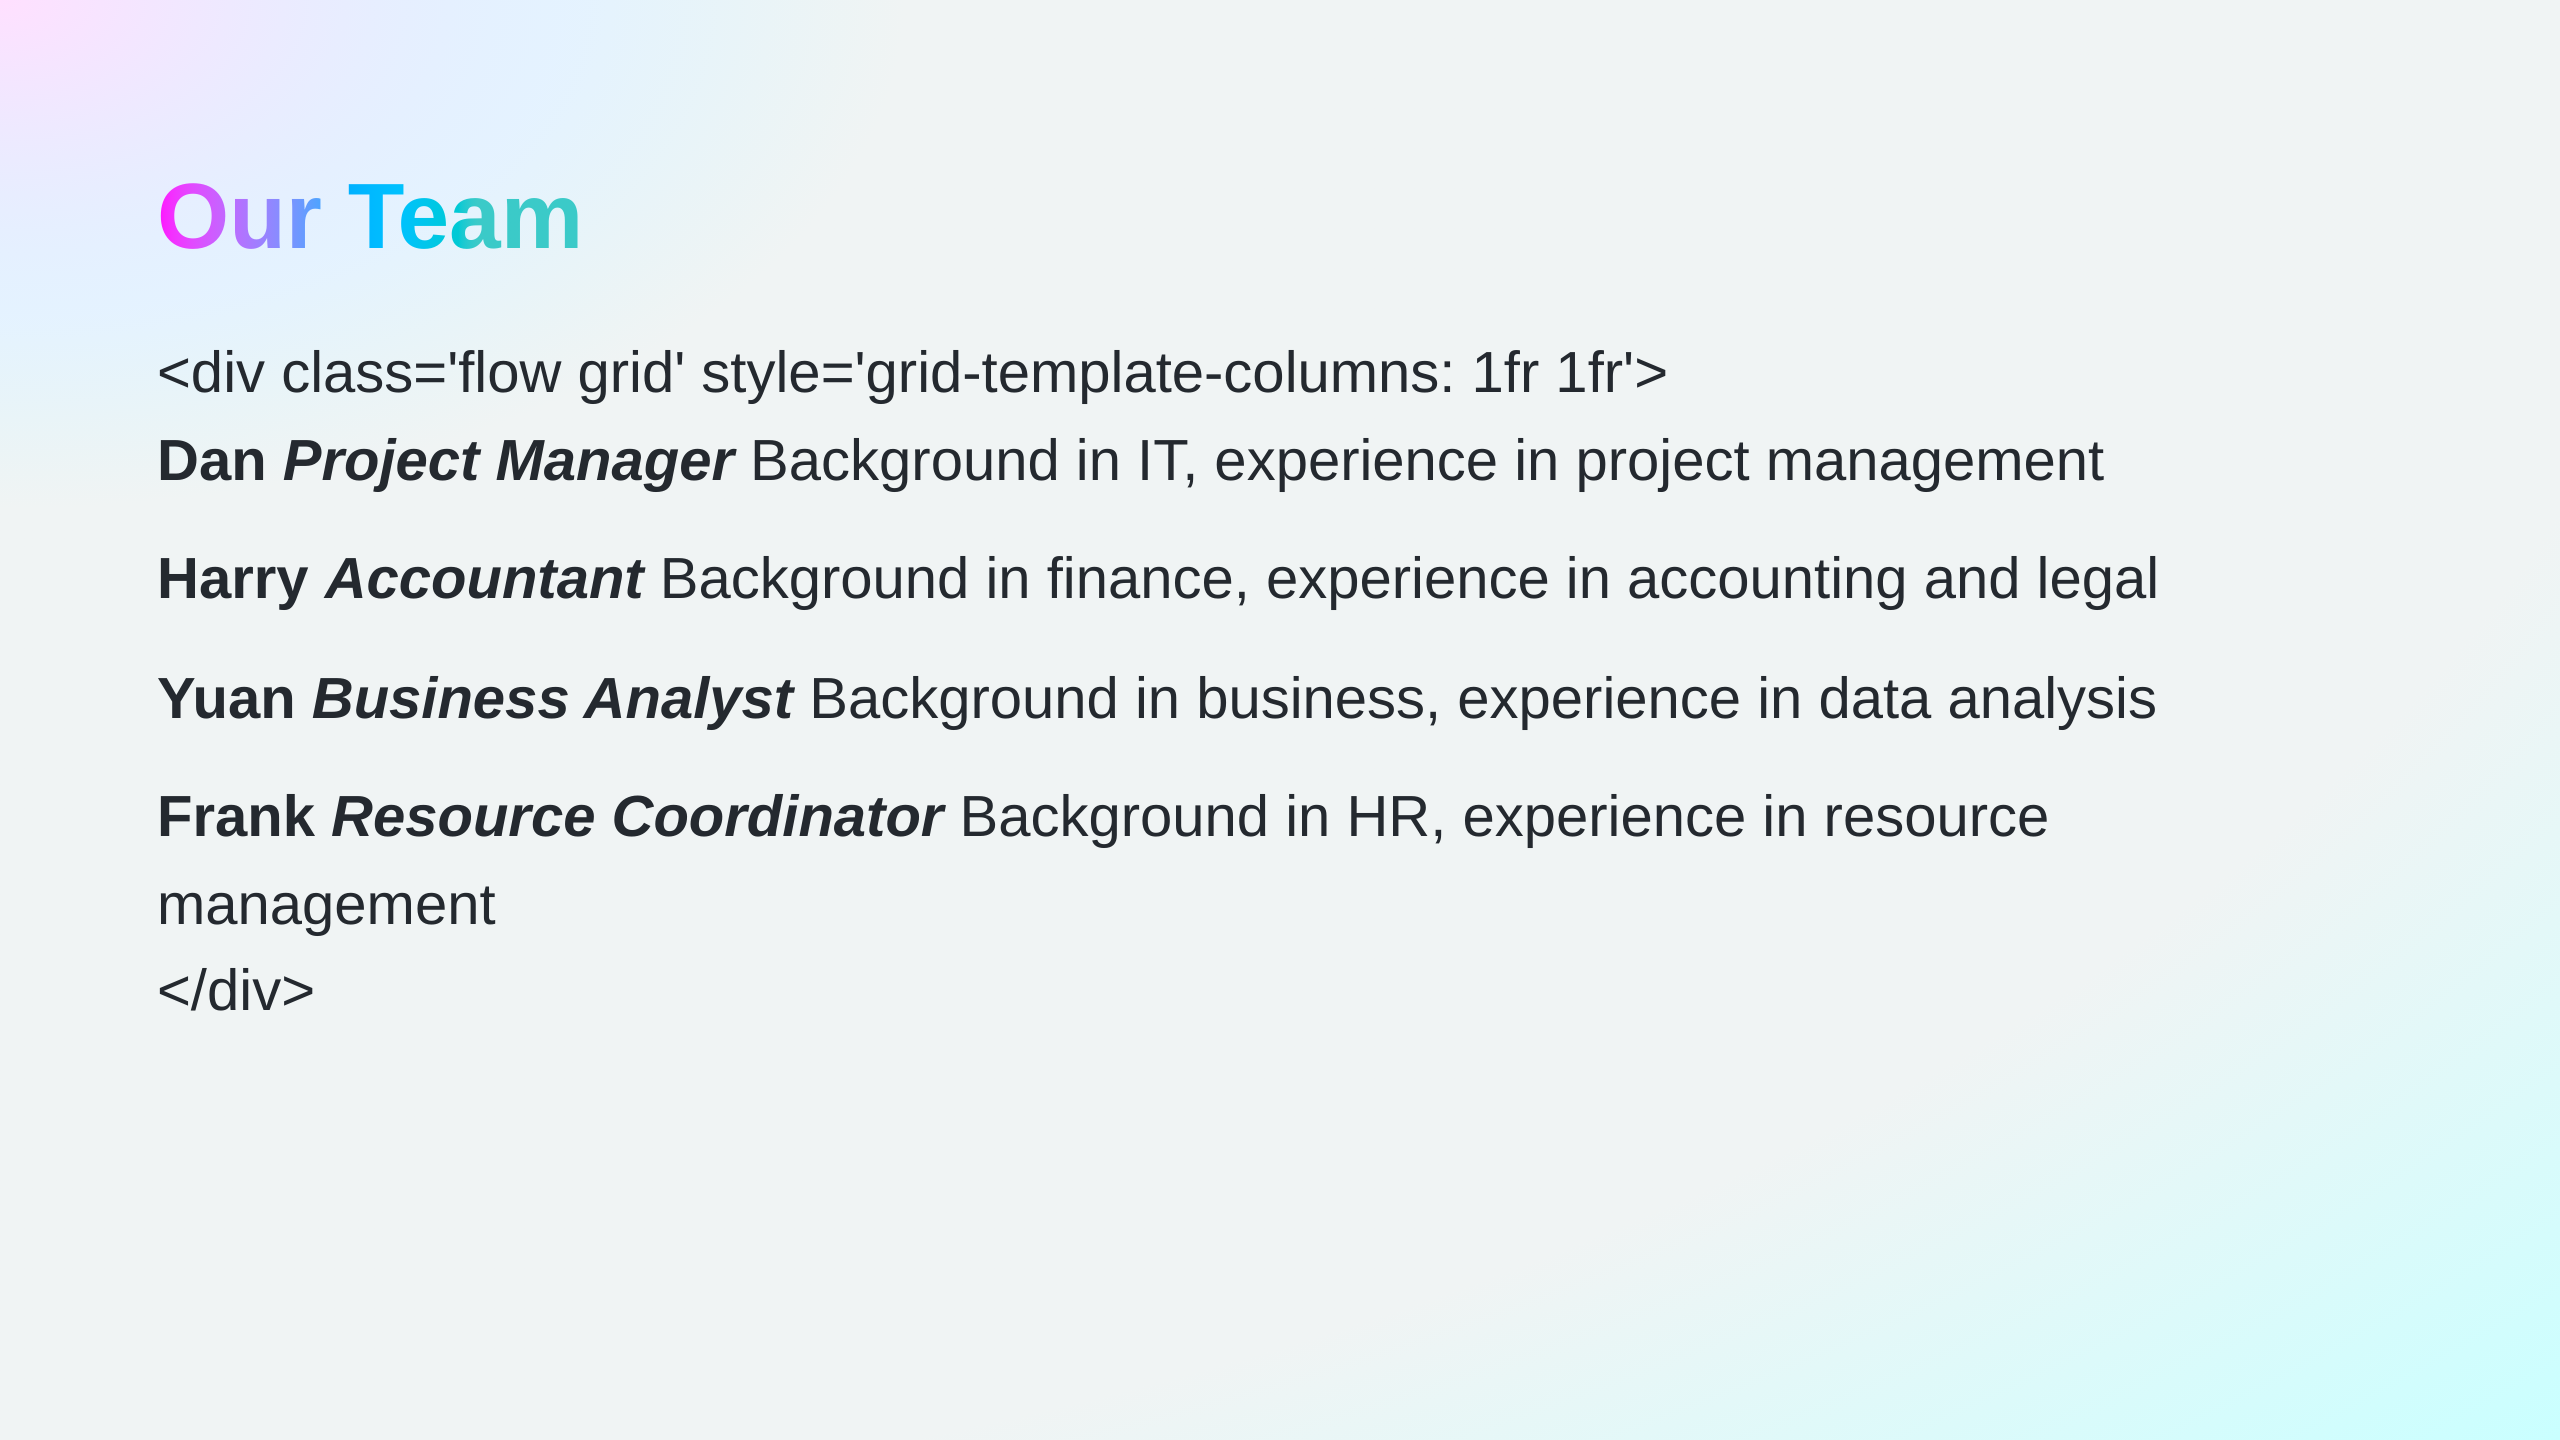 Our Team
<div class='flow grid' style='grid-template-columns: 1fr 1fr'>
Dan Project Manager Background in IT, experience in project management
Harry Accountant Background in finance, experience in accounting and legal
Yuan Business Analyst Background in business, experience in data analysis
Frank Resource Coordinator Background in HR, experience in resource
management
</div>